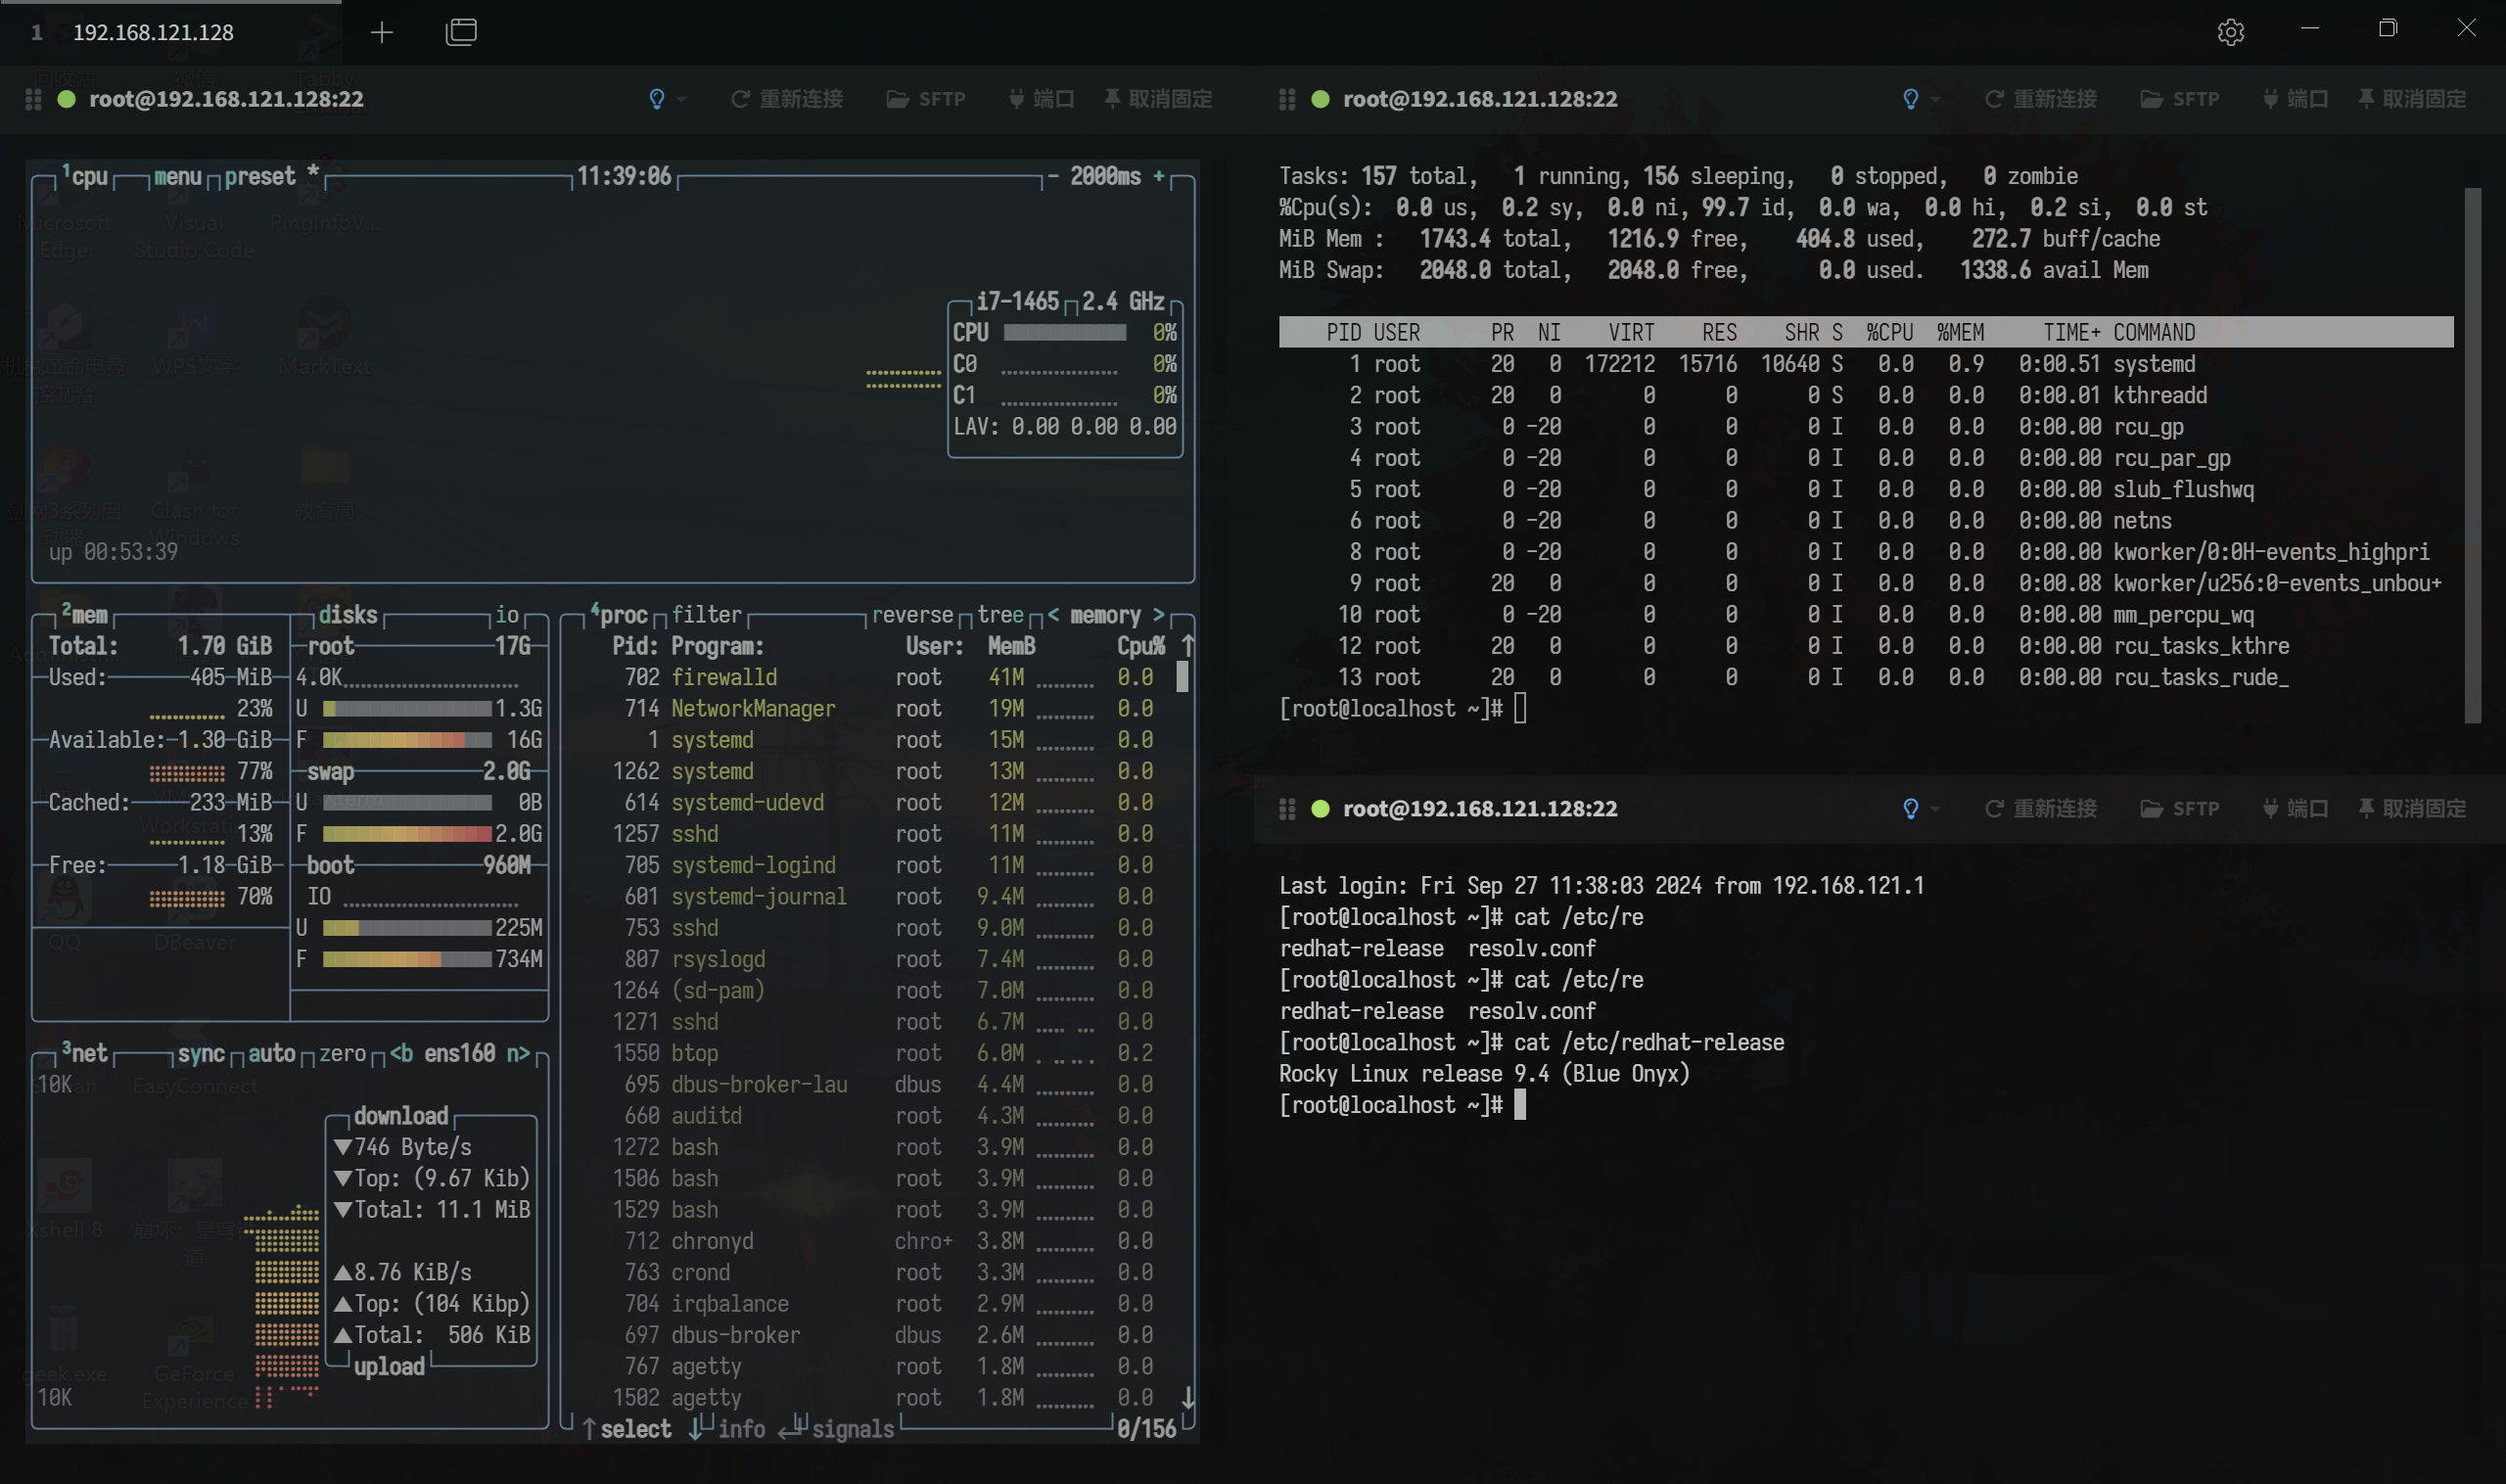 1 192.168.121.128
root@192.168.121.128:22 重新连接 SFTP 端口 取消固定
1cpu menu preset * 11:39:06 - 2000ms +
i7-1465 2.4 GHz
CPU 0%
C0 0%
C1 0%
LAV: 0.00 0.00 0.00
up 00:53:39
2mem
Total: 1.70 GiB
Used: 405 MiB
23%
Available: 1.30 GiB
77%
Cached: 233 MiB
13%
Free: 1.18 GiB
70%
disks io
root 17G
4.0K
U 1.3G
F 16G
swap 2.0G
U 0B
F 2.0G
boot 960M
IO
U 225M
F 734M
3net sync auto zero <b ens160 n>
10K
download
▼746 Byte/s
▼Top: (9.67 Kib)
▼Total: 11.1 MiB
▲8.76 KiB/s
▲Top: (104 Kibp)
▲Total: 506 KiB
upload
10K
4proc filter reverse tree < memory >
Pid: Program: User: MemB Cpu% ↑
702 firewalld root 41M 0.0
714 NetworkManager root 19M 0.0
1 systemd root 15M 0.0
1262 systemd root 13M 0.0
614 systemd-udevd root 12M 0.0
1257 sshd root 11M 0.0
705 systemd-logind root 11M 0.0
601 systemd-journal root 9.4M 0.0
753 sshd root 9.0M 0.0
807 rsyslogd root 7.4M 0.0
1264 (sd-pam) root 7.0M 0.0
1271 sshd root 6.7M 0.0
1550 btop root 6.0M 0.2
695 dbus-broker-lau dbus 4.4M 0.0
660 auditd root 4.3M 0.0
1272 bash root 3.9M 0.0
1506 bash root 3.9M 0.0
1529 bash root 3.9M 0.0
712 chronyd chro+ 3.8M 0.0
763 crond root 3.3M 0.0
704 irqbalance root 2.9M 0.0
697 dbus-broker dbus 2.6M 0.0
767 agetty root 1.8M 0.0
1502 agetty root 1.8M 0.0 ↓
↑ select ↓ info ↵ signals 0/156
root@192.168.121.128:22 重新连接 SFTP 端口 取消固定
Tasks: 157 total, 1 running, 156 sleeping, 0 stopped, 0 zombie
%Cpu(s): 0.0 us, 0.2 sy, 0.0 ni, 99.7 id, 0.0 wa, 0.0 hi, 0.2 si, 0.0 st
MiB Mem : 1743.4 total, 1216.9 free, 404.8 used, 272.7 buff/cache
MiB Swap: 2048.0 total, 2048.0 free, 0.0 used. 1338.6 avail Mem
PID USER PR NI VIRT RES SHR S %CPU %MEM TIME+ COMMAND
1 root 20 0 172212 15716 10640 S 0.0 0.9 0:00.51 systemd
2 root 20 0 0 0 0 S 0.0 0.0 0:00.01 kthreadd
3 root 0 -20 0 0 0 I 0.0 0.0 0:00.00 rcu_gp
4 root 0 -20 0 0 0 I 0.0 0.0 0:00.00 rcu_par_gp
5 root 0 -20 0 0 0 I 0.0 0.0 0:00.00 slub_flushwq
6 root 0 -20 0 0 0 I 0.0 0.0 0:00.00 netns
8 root 0 -20 0 0 0 I 0.0 0.0 0:00.00 kworker/0:0H-events_highpri
9 root 20 0 0 0 0 I 0.0 0.0 0:00.08 kworker/u256:0-events_unbou+
10 root 0 -20 0 0 0 I 0.0 0.0 0:00.00 mm_percpu_wq
12 root 20 0 0 0 0 I 0.0 0.0 0:00.00 rcu_tasks_kthre
13 root 20 0 0 0 0 I 0.0 0.0 0:00.00 rcu_tasks_rude_
[root@localhost ~]#
root@192.168.121.128:22 重新连接 SFTP 端口 取消固定
Last login: Fri Sep 27 11:38:03 2024 from 192.168.121.1
[root@localhost ~]# cat /etc/re
redhat-release resolv.conf
[root@localhost ~]# cat /etc/re
redhat-release resolv.conf
[root@localhost ~]# cat /etc/redhat-release
Rocky Linux release 9.4 (Blue Onyx)
[root@localhost ~]#
回收站
微信
Tabby
Microsoft
Edge
Visual
Studio Code
PingInfoV...
WPS文字
MarkText
Clash for
Windows
教育局
QQ
DBeaver
EasyConnect
Xshell 8
geek.exe
GeForce
Experience